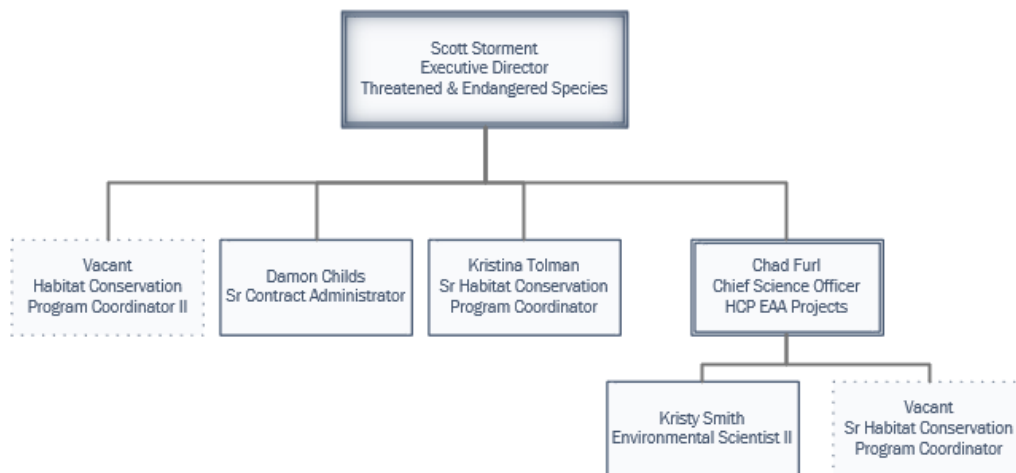 Scott Storment
Executive Director
Threatened & Endangered Species
Vacant
Habitat Conservation
Program Coordinator II
Damon Childs
Sr Contract Administrator
Kristina Tolman
Sr Habitat Conservation
Program Coordinator
Chad Furl
Chief Science Officer
HCP EAA Projects
Kristy Smith
Environmental Scientist II
Vacant
Sr Habitat Conservation
Program Coordinator